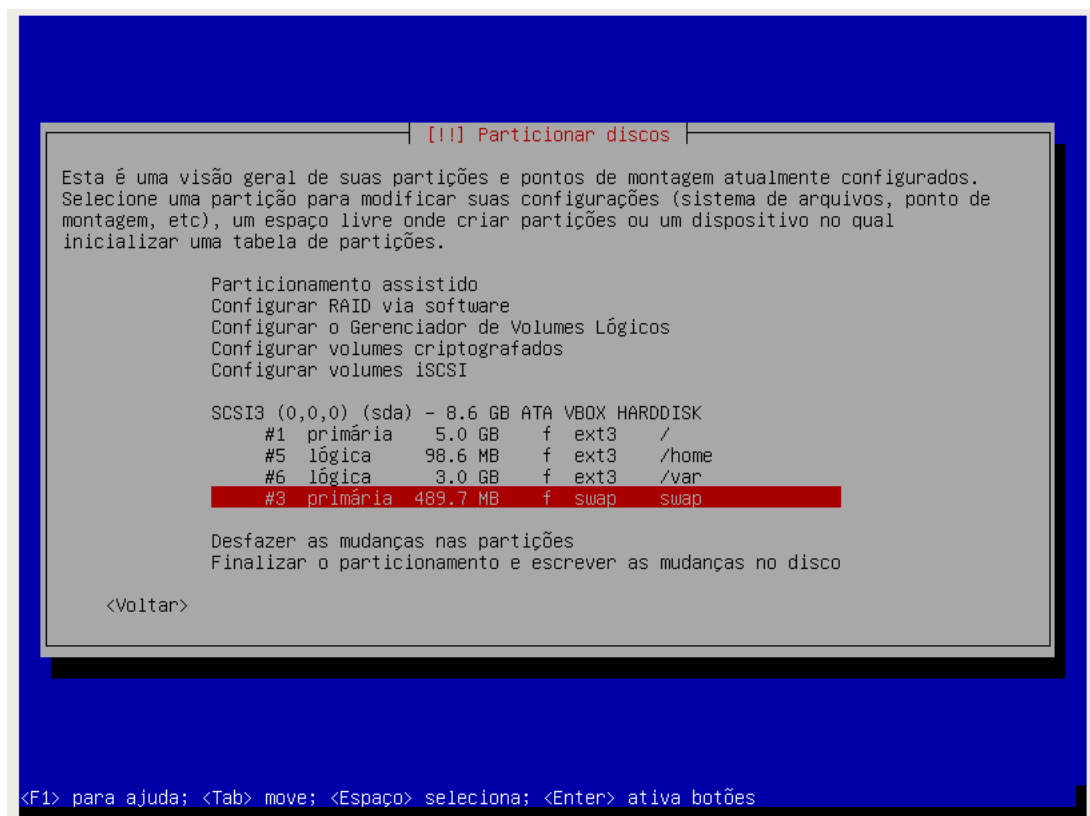 [!!] Particionar discos
Esta é uma visão geral de suas partições e pontos de montagem atualmente configurados.
Selecione uma partição para modificar suas configurações (sistema de arquivos, ponto de
montagem, etc), um espaço livre onde criar partições ou um dispositivo no qual
inicializar uma tabela de partições.
Particionamento assistido
Configurar RAID via software
Configurar o Gerenciador de Volumes Lógicos
Configurar volumes criptografados
Configurar volumes iSCSI
SCSI3 (0,0,0) (sda) – 8.6 GB ATA VBOX HARDDISK
#1 primária 5.0 GB f ext3 /
#5 lógica 98.6 MB f ext3 /home
#6 lógica 3.0 GB f ext3 /var
#3 primária 489.7 MB f swap swap
Desfazer as mudanças nas partições
Finalizar o particionamento e escrever as mudanças no disco
<Voltar>
<F1> para ajuda; <Tab> move; <Espaço> seleciona; <Enter> ativa botões